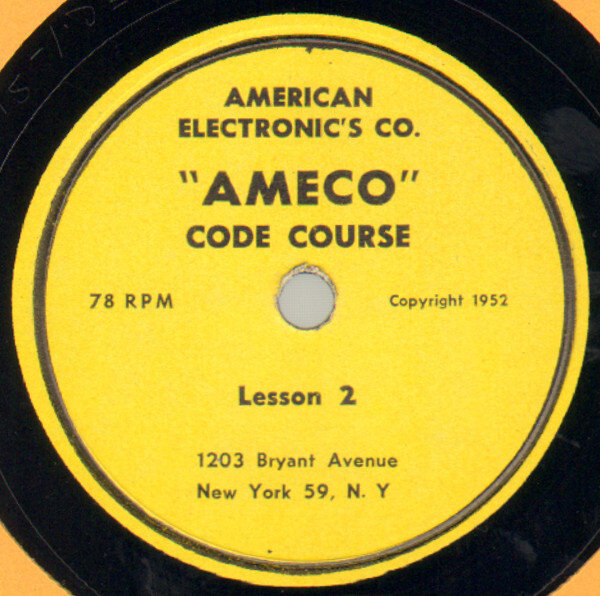 AMERICAN
ELECTRONIC'S CO.
"AMECO"
CODE COURSE
78 RPM
Copyright 1952
Lesson 2
1203 Bryant Avenue
New York 59, N. Y